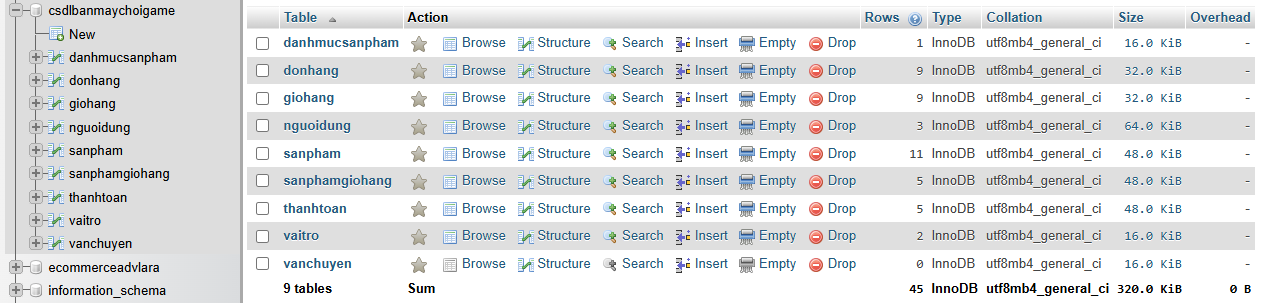 csdlbanmaychoigame
New
danhmucsanpham
donhang
giohang
nguoidung
sanpham
sanphamgiohang
thanhtoan
vaitro
vanchuyen
ecommerceadvlara
information_schema
Table Action Rows Type Collation Size Overhead
danhmucsanpham Browse Structure Search Insert Empty Drop 1 InnoDB utf8mb4_general_ci 16.0 KiB -
donhang Browse Structure Search Insert Empty Drop 9 InnoDB utf8mb4_general_ci 32.0 KiB -
giohang Browse Structure Search Insert Empty Drop 9 InnoDB utf8mb4_general_ci 32.0 KiB -
nguoidung Browse Structure Search Insert Empty Drop 3 InnoDB utf8mb4_general_ci 64.0 KiB -
sanpham Browse Structure Search Insert Empty Drop 11 InnoDB utf8mb4_general_ci 48.0 KiB -
sanphamgiohang Browse Structure Search Insert Empty Drop 5 InnoDB utf8mb4_general_ci 48.0 KiB -
thanhtoan Browse Structure Search Insert Empty Drop 5 InnoDB utf8mb4_general_ci 48.0 KiB -
vaitro Browse Structure Search Insert Empty Drop 2 InnoDB utf8mb4_general_ci 16.0 KiB -
vanchuyen Browse Structure Search Insert Empty Drop 0 InnoDB utf8mb4_general_ci 16.0 KiB -
9 tables Sum 45 InnoDB utf8mb4_general_ci 320.0 KiB 0 B